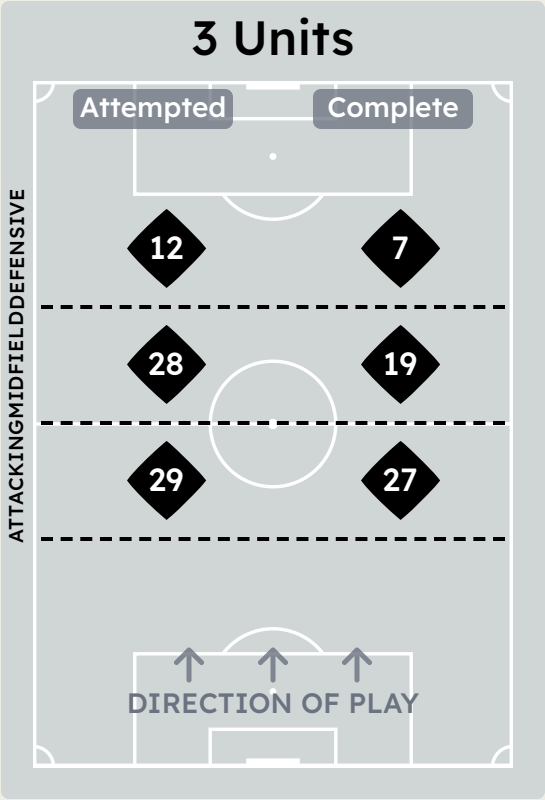 3 Units
Attempted Complete
12 7
28 19
29 27
ATTACKINGMIDFIELDDEFENSIVE
DIRECTION OF PLAY